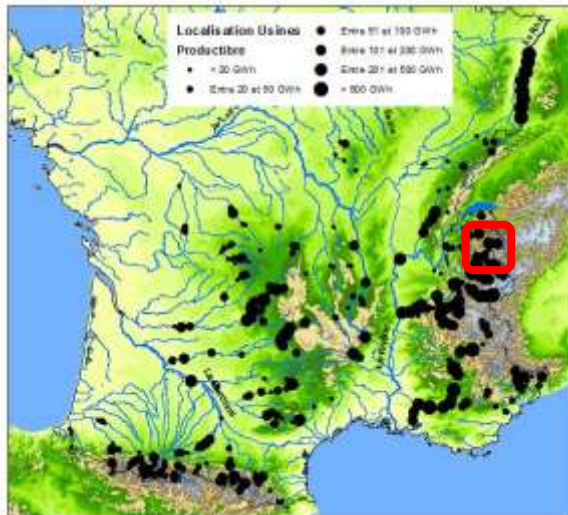 Localisation Usines
Productibre
< 20 GWh
Entre 20 et 50 GWh
Entre 51 et 100 GWh
Entre 101 et 200 GWh
Entre 201 et 500 GWh
> 500 GWh